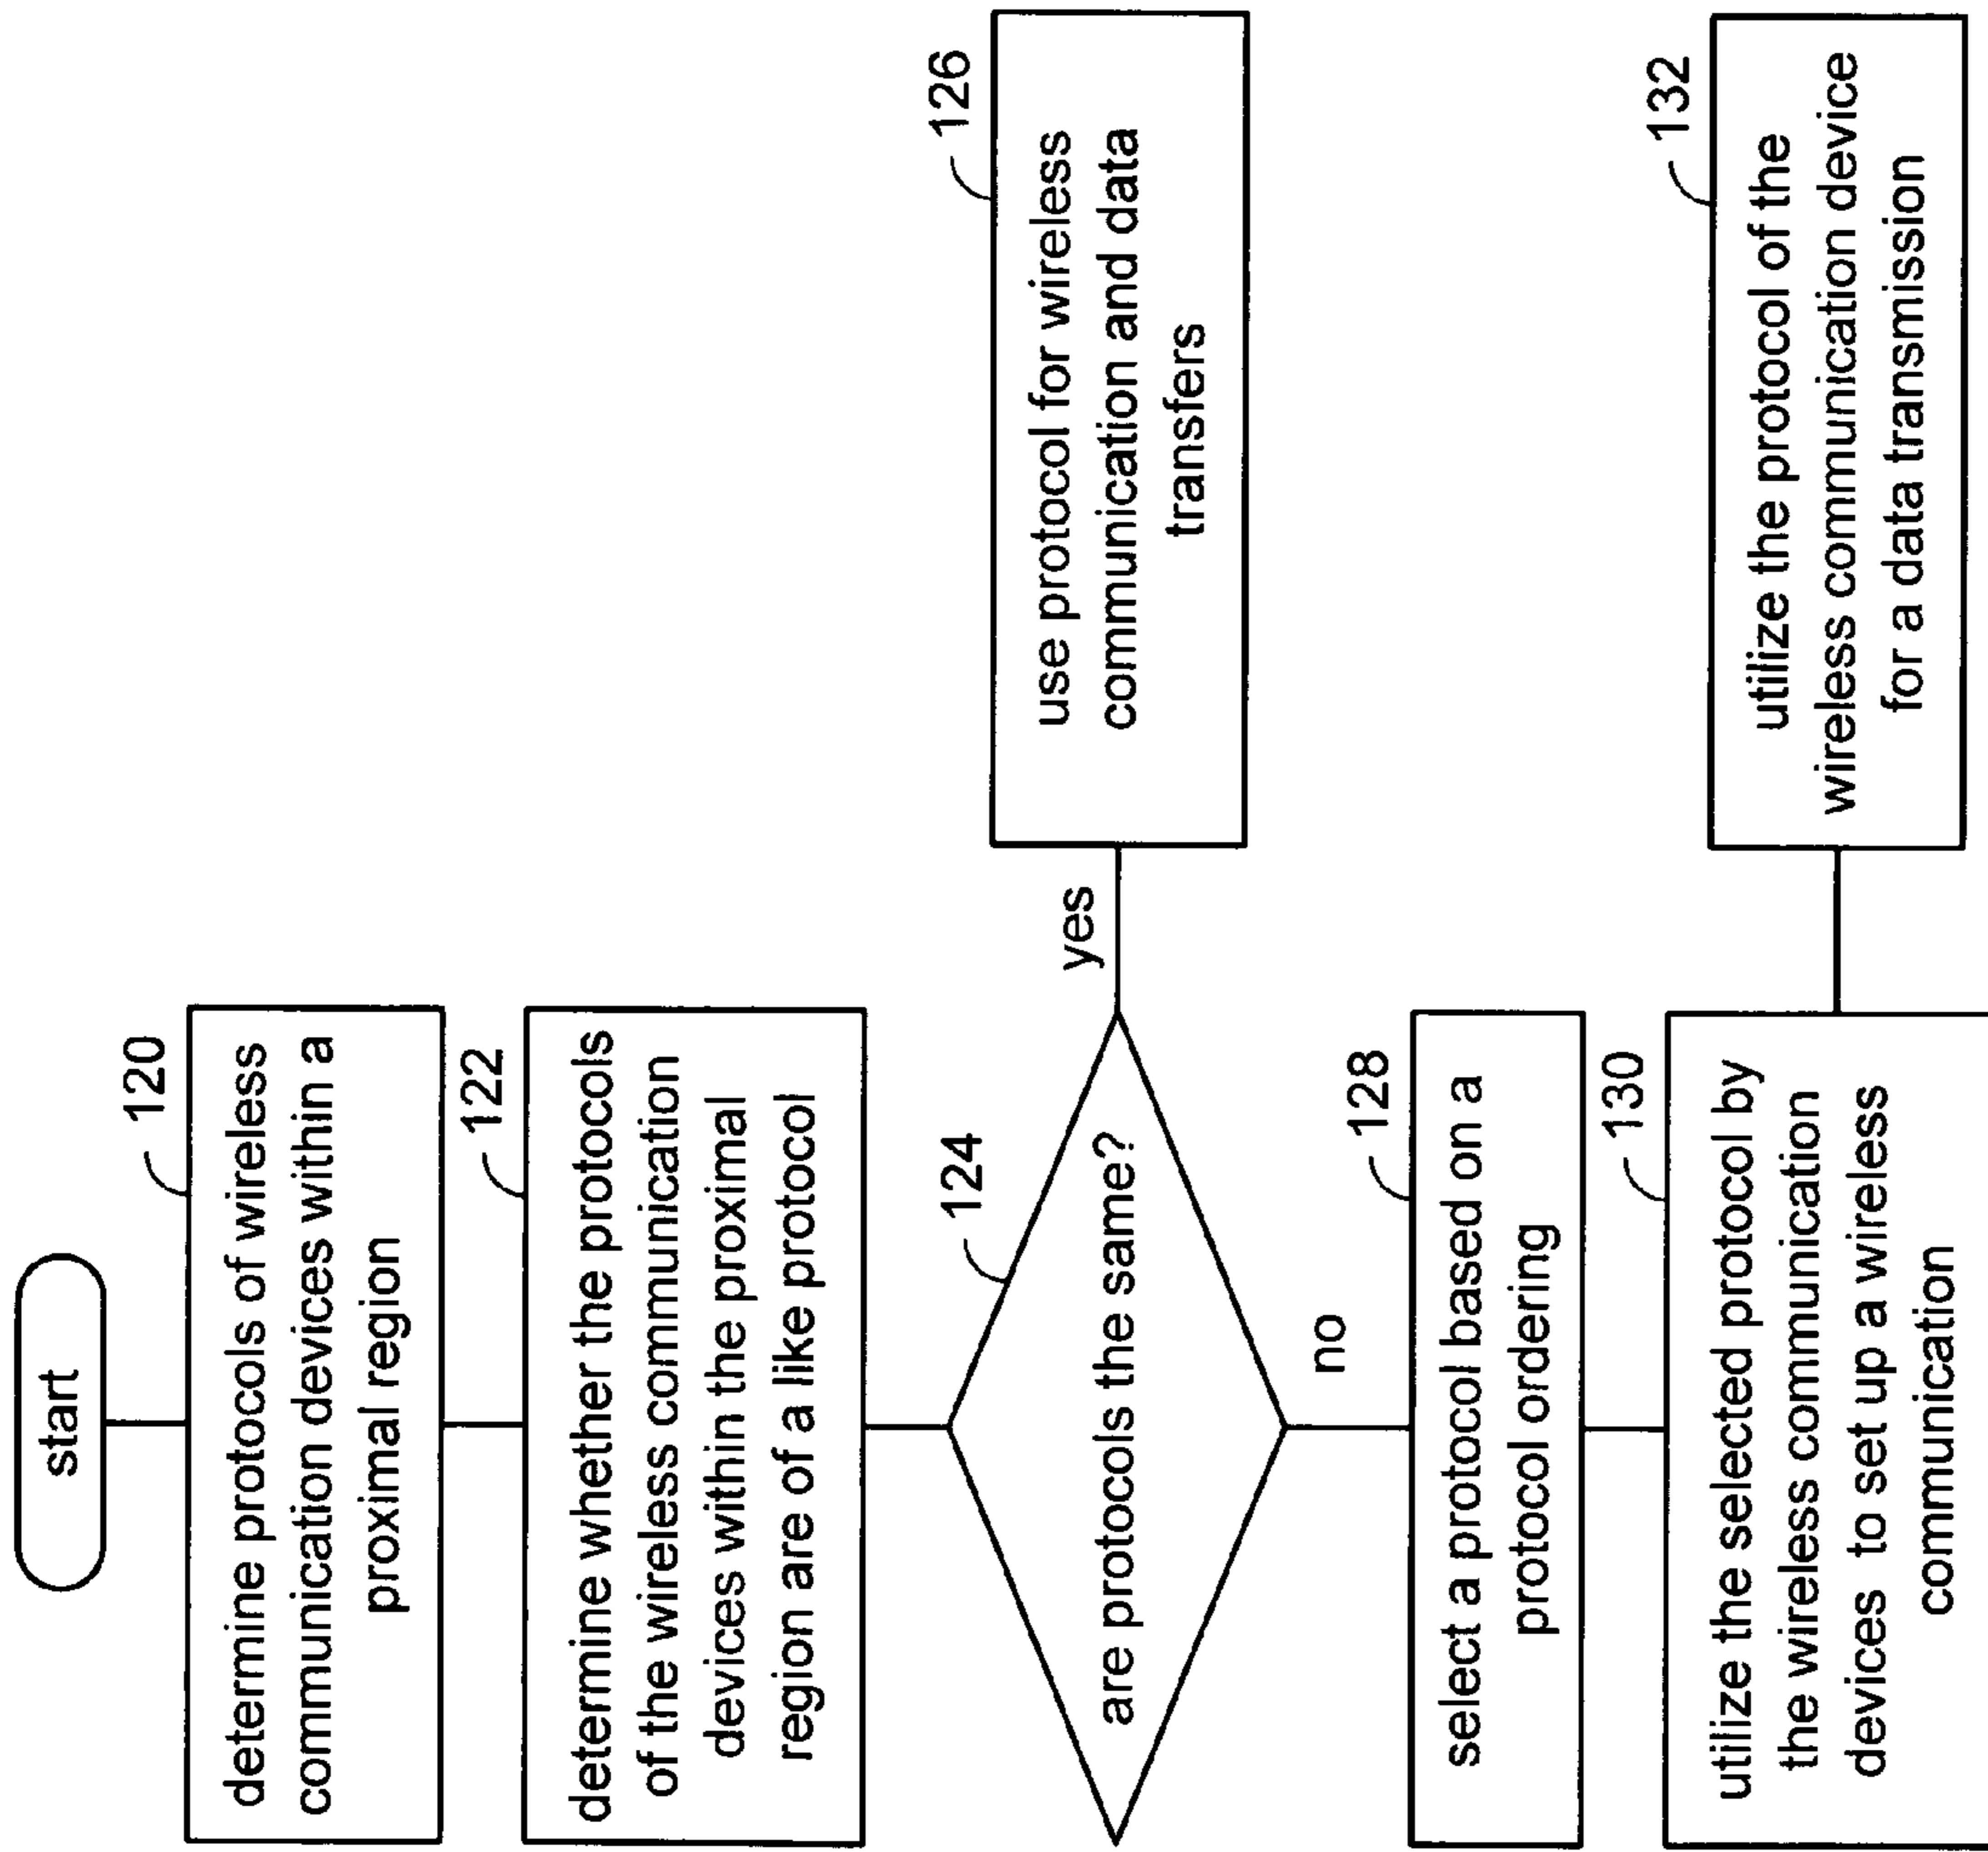 start
120
determine protocols of wireless
communication devices within a
proximal region
122
determine whether the protocols
of the wireless communication
devices within the proximal
region are of a like protocol
124
are protocols the same?
yes
126
use protocol for wireless
communication and data
transfers
no
128
select a protocol based on a
protocol ordering
130
utilize the selected protocol by
the wireless communication
devices to set up a wireless
communication
132
utilize the protocol of the
wireless communication device
for a data transmission